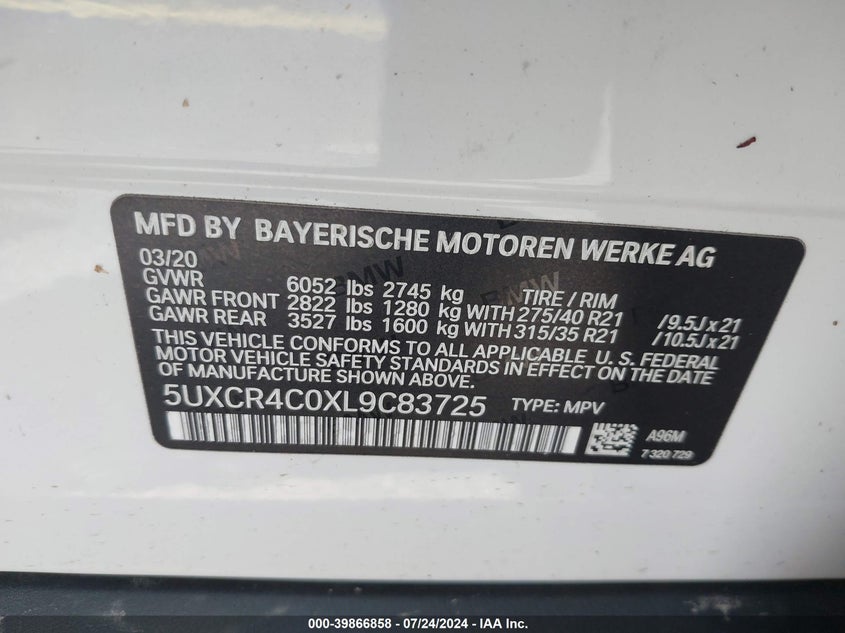 MFD BY BAYERISCHE MOTOREN WERKE AG
03/20
GVWR 6052 lbs 2745 kg TIRE / RIM
GAWR FRONT 2822 lbs 1280 kg WITH 275/40 R21 /9.5J x 21
GAWR REAR 3527 lbs 1600 kg WITH 315/35 R21 /10.5J x 21
THIS VEHICLE CONFORMS TO ALL APPLICABLE U.S. FEDERAL
MOTOR VEHICLE SAFETY STANDARDS IN EFFECT ON THE DATE
OF MANUFACTURE SHOWN ABOVE.
5UXCR4C0XL9C83725 TYPE: MPV
A96M
7 320 729
000-39866858 - 07/24/2024 - IAA Inc.